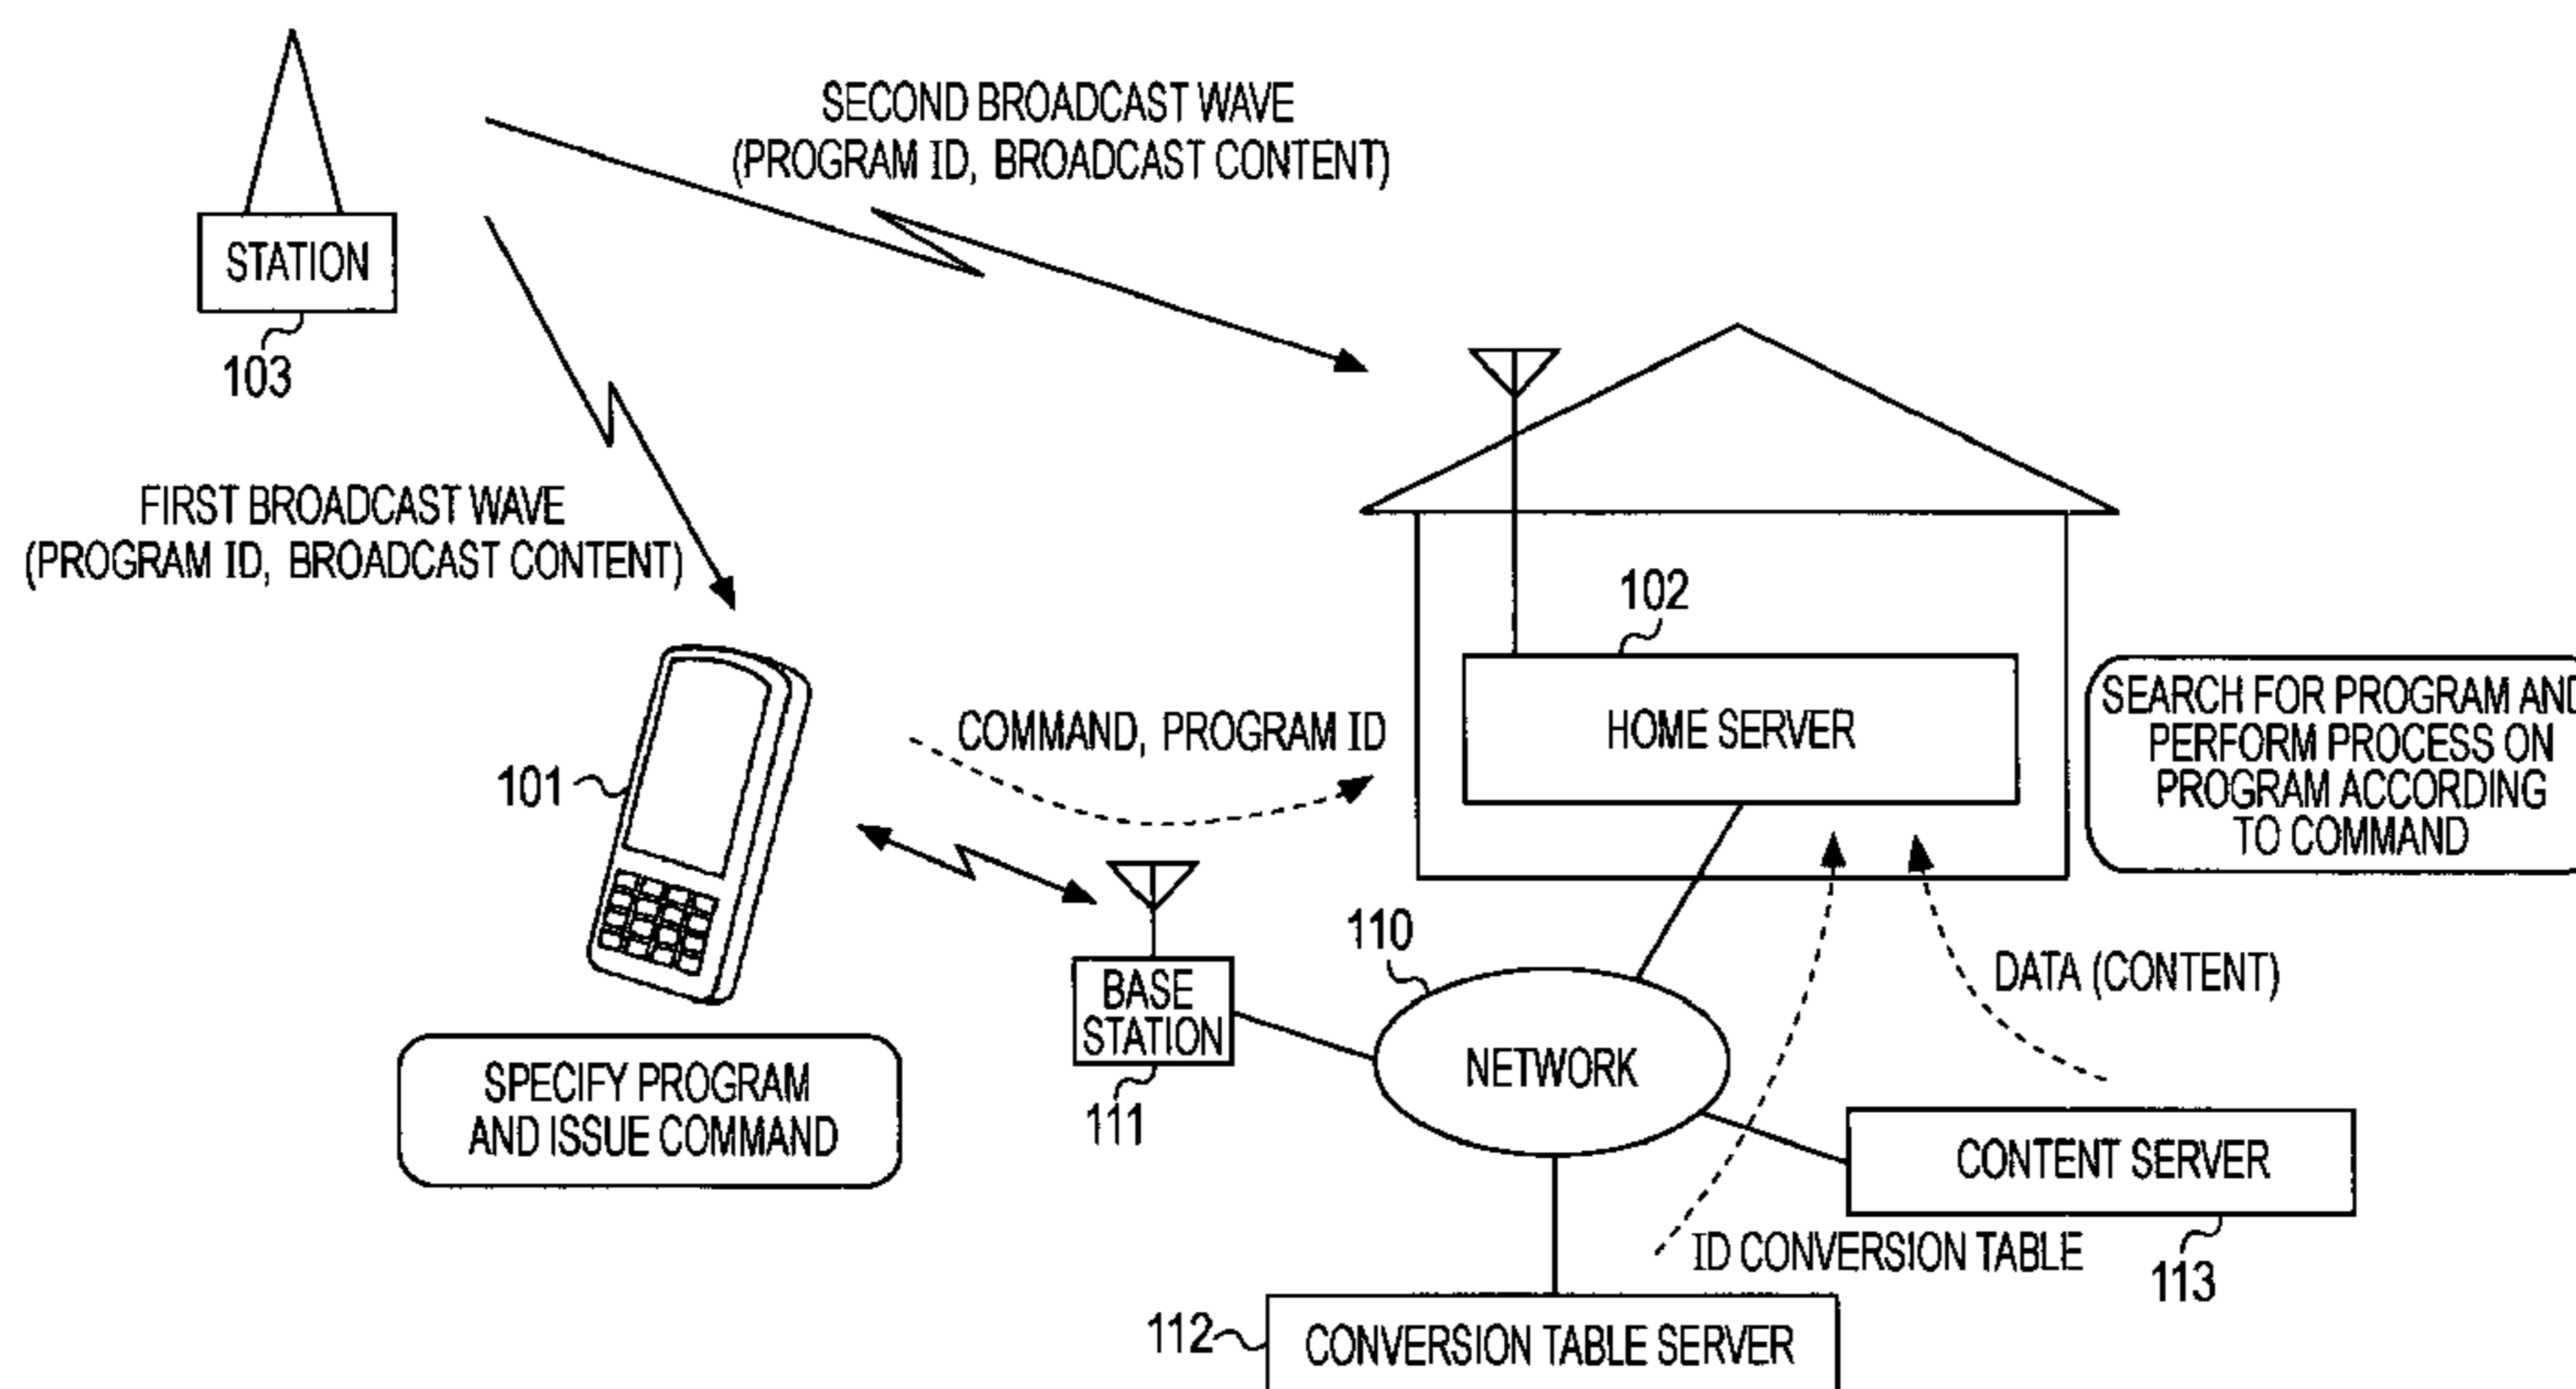 SECOND BROADCAST WAVE
(PROGRAM ID, BROADCAST CONTENT)
STATION
103
FIRST BROADCAST WAVE
(PROGRAM ID, BROADCAST CONTENT)
102
HOME SERVER
SEARCH FOR PROGRAM AND
PERFORM PROCESS ON
PROGRAM ACCORDING
TO COMMAND
COMMAND, PROGRAM ID
101
110
BASE
STATION
111
NETWORK
DATA (CONTENT)
SPECIFY PROGRAM
AND ISSUE COMMAND
CONTENT SERVER
113
ID CONVERSION TABLE
112
CONVERSION TABLE SERVER